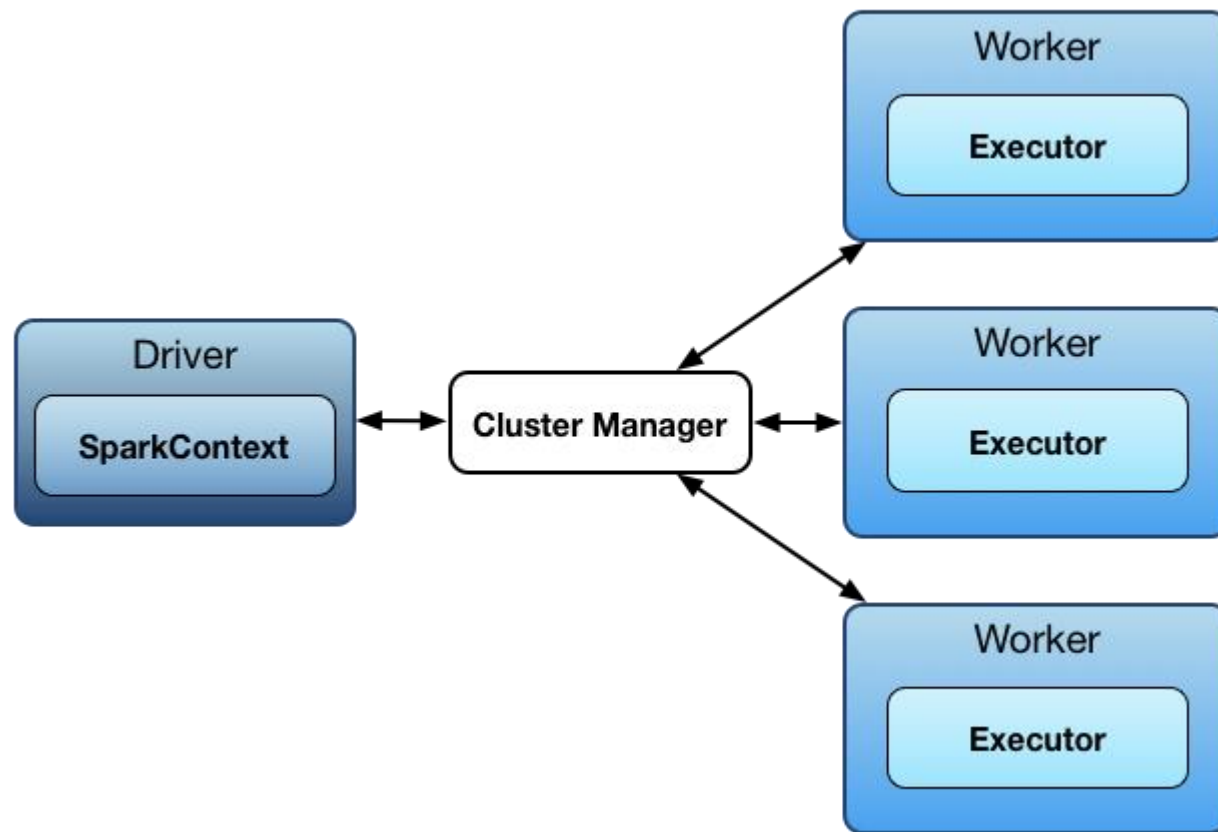 Worker
Executor
Driver
SparkContext
Cluster Manager
Worker
Executor
Worker
Executor